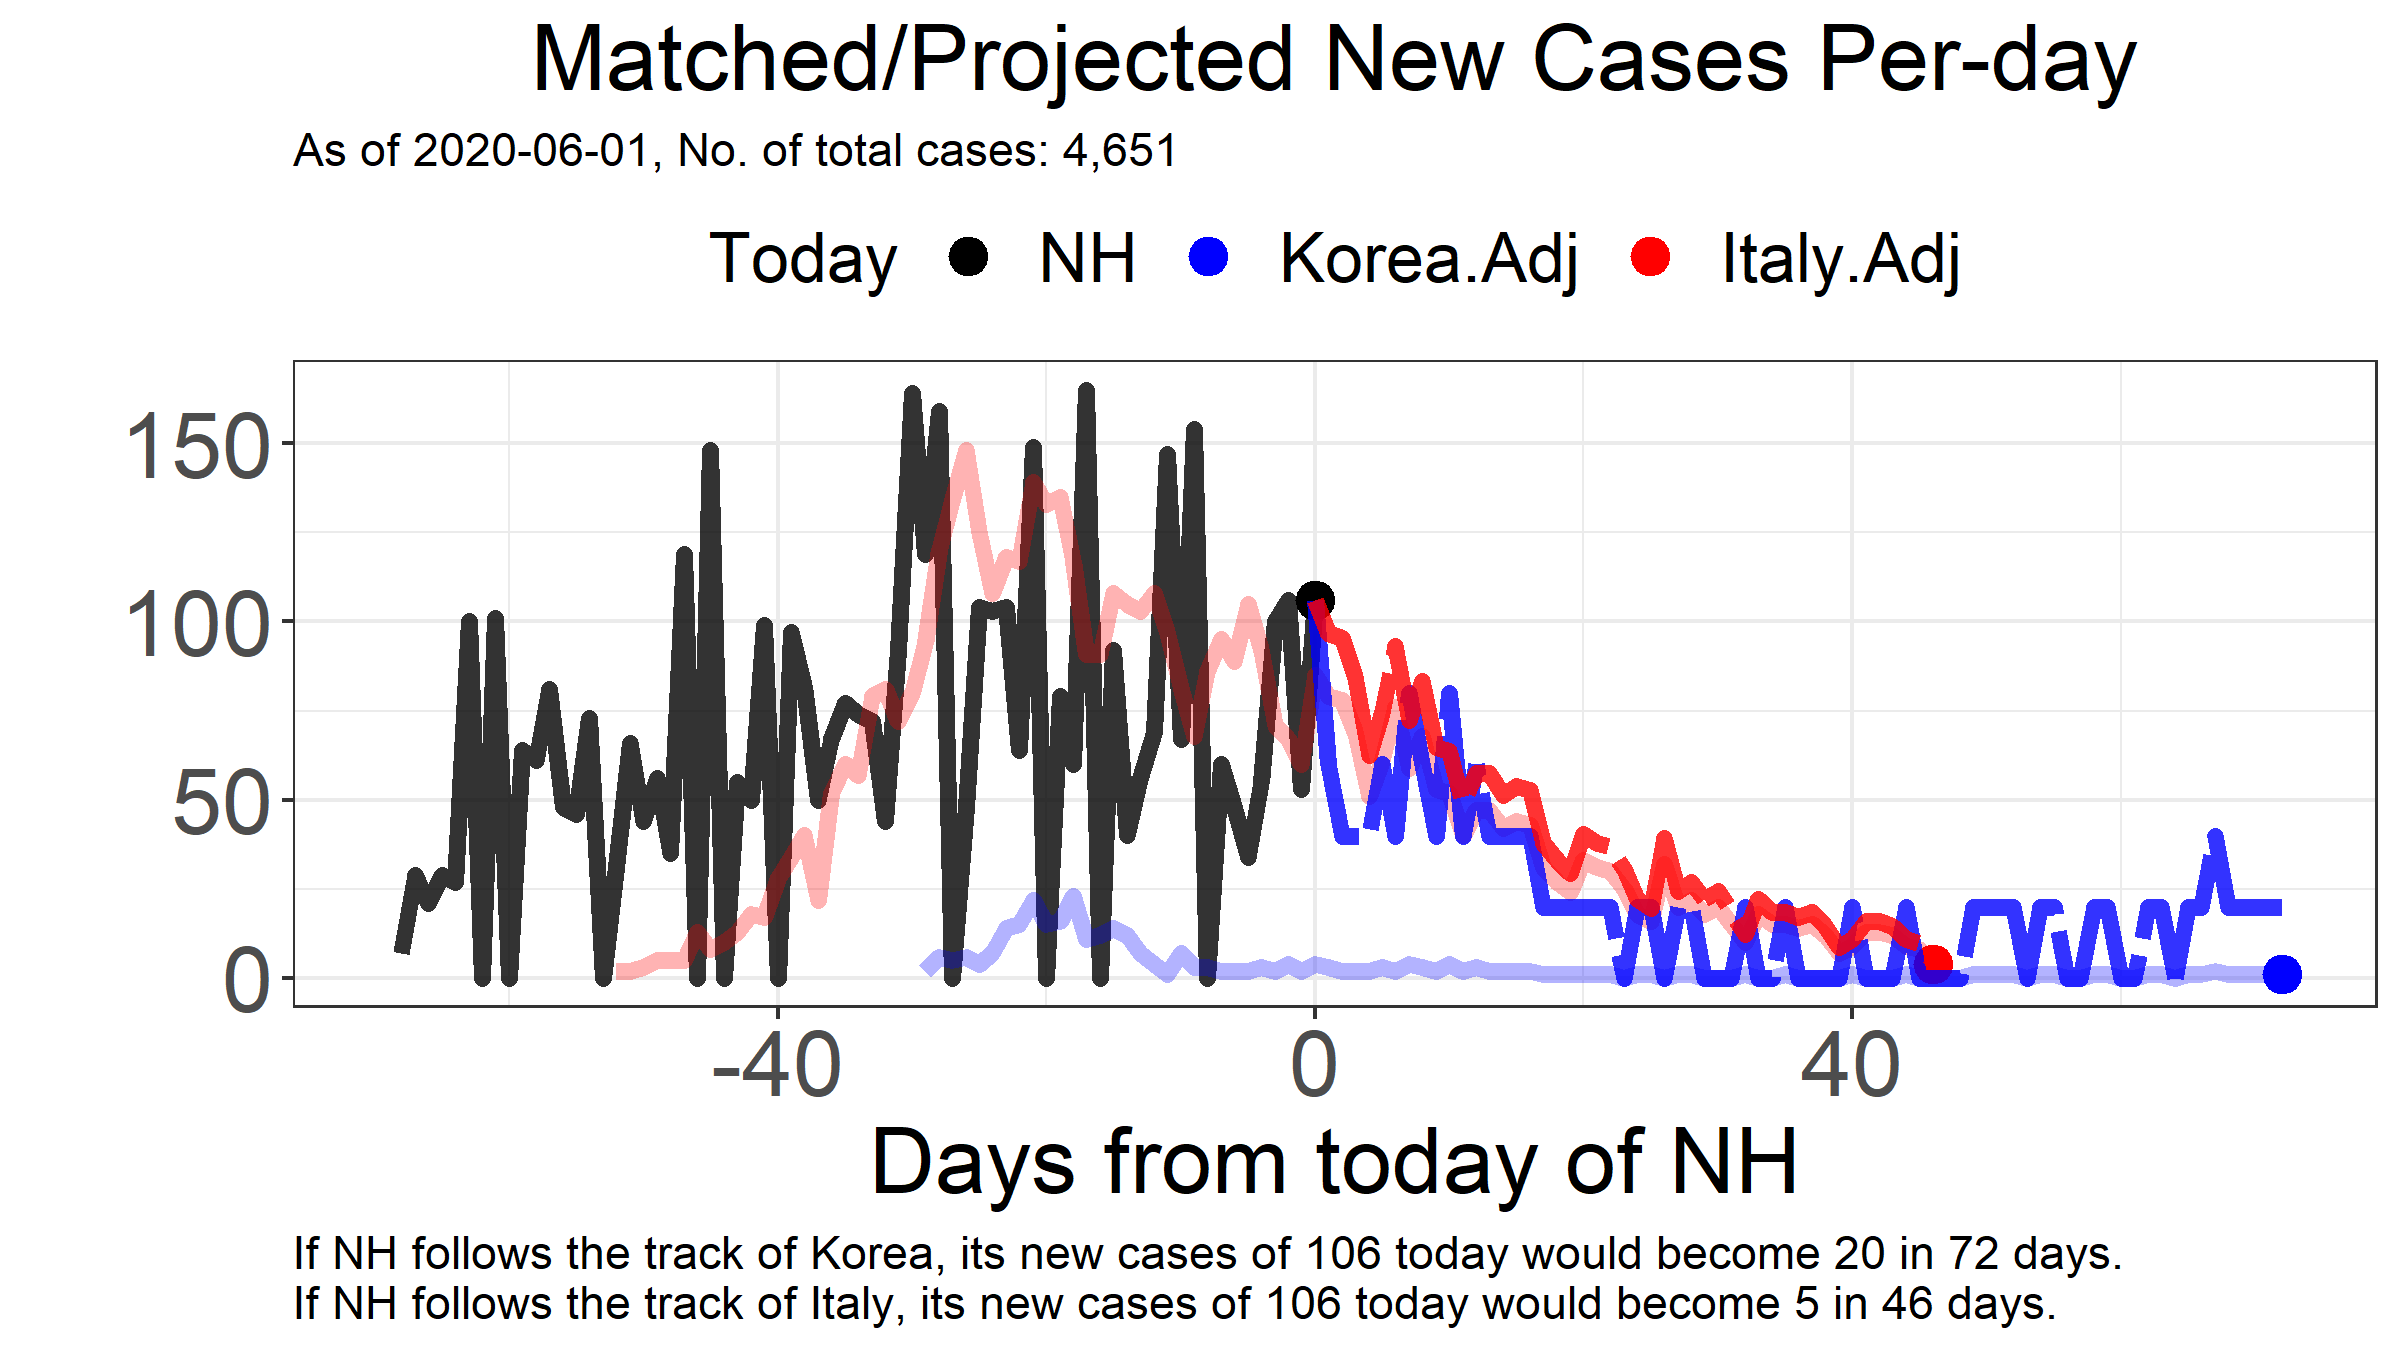 Matched/Projected New Cases Per-day
As of 2020-06-01, No. of total cases: 4,651
Today NH Korea.Adj Italy.Adj
150
100
50
0
-40 0 40
Days from today of NH
If NH follows the track of Korea, its new cases of 106 today would become 20 in 72 days.
If NH follows the track of Italy, its new cases of 106 today would become 5 in 46 days.